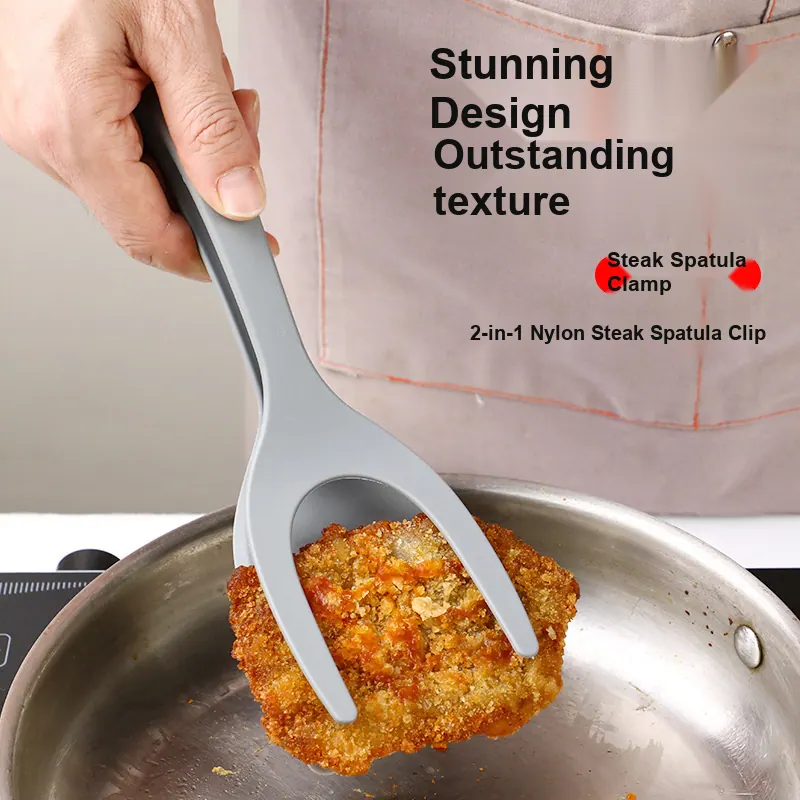 Stunning
Design
Outstanding
texture
Steak Spatula
Clamp
2-in-1 Nylon Steak Spatula Clip